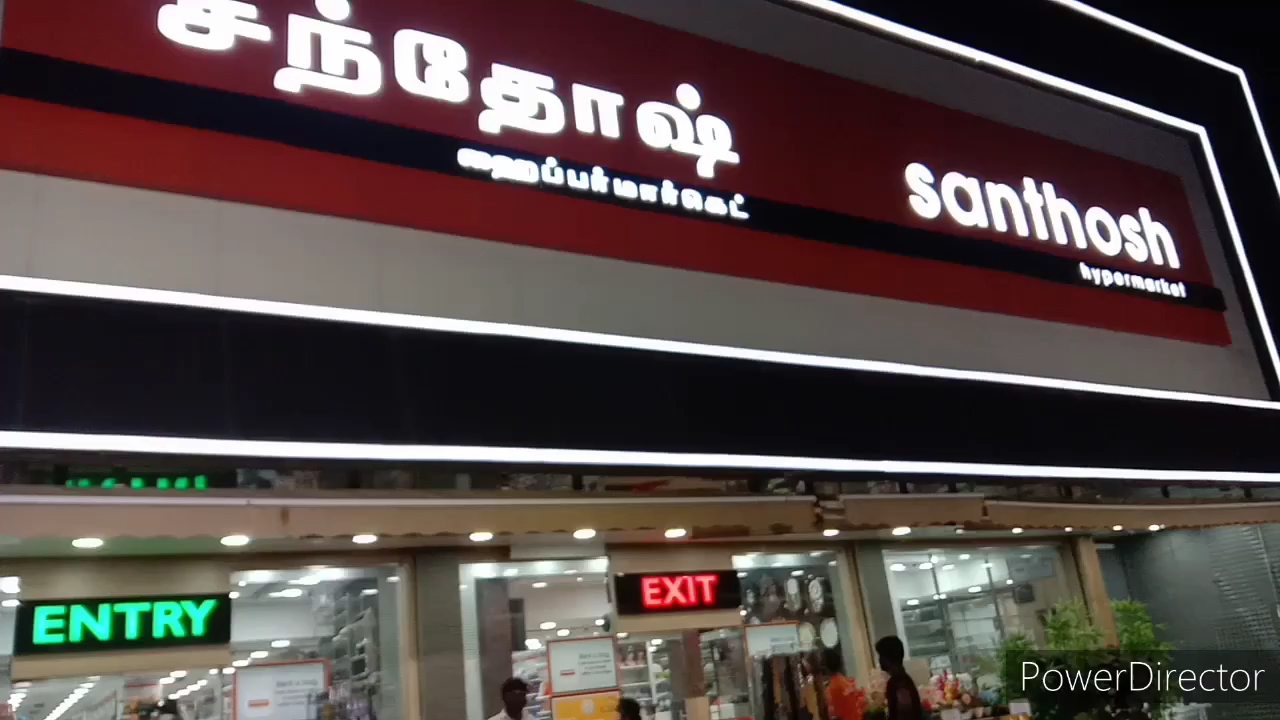 சந்தோஷ்
ஹைப்பர்மார்கெட்
santhosh
hypermarket
ENTRY
EXIT
PowerDirector